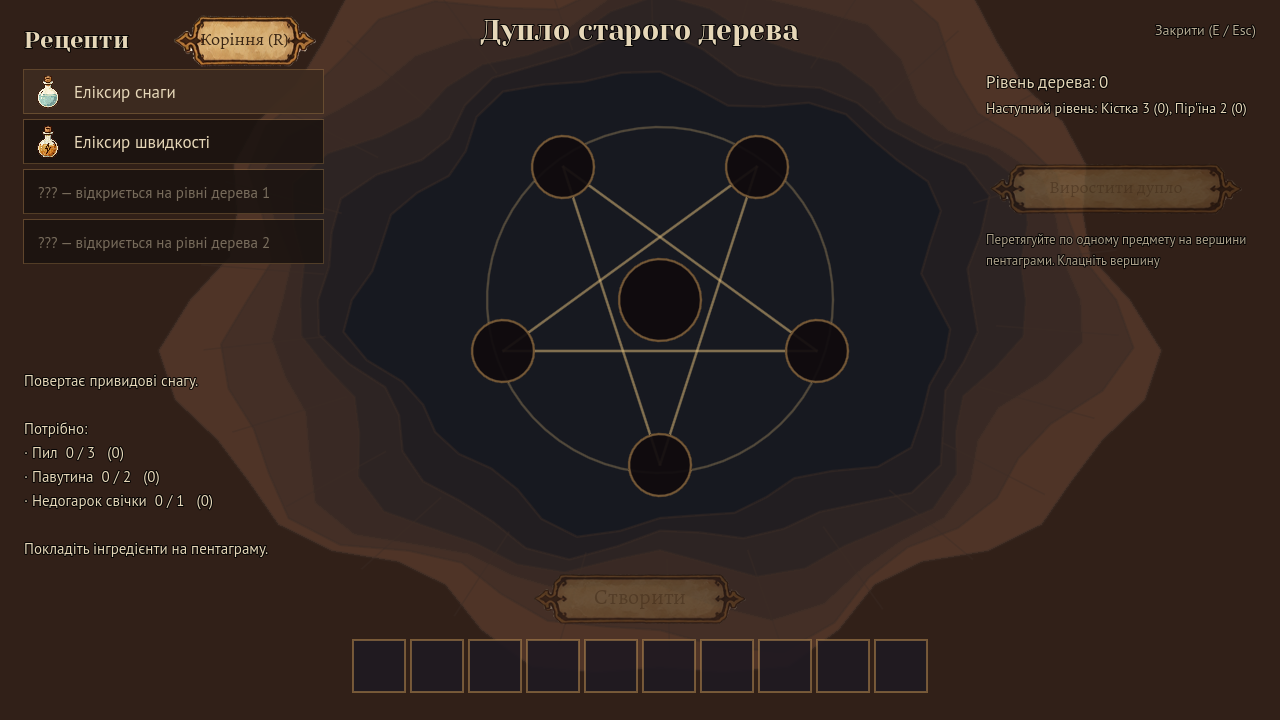 Рецепти
Коріння (R)
Дупло старого дерева
Закрити (E / Esc)
Еліксир снаги
Еліксир швидкості
??? — відкриється на рівні дерева 1
??? — відкриється на рівні дерева 2
Рівень дерева: 0
Наступний рівень: Кістка 3 (0), Пір'їна 2 (0)
Виростити дупло
Перетягуйте по одному предмету на вершини
пентаграми. Клацніть вершину
Повертає привидові снагу.
Потрібно:
· Пил 0 / 3 (0)
· Павутина 0 / 2 (0)
· Недогарок свічки 0 / 1 (0)
Покладіть інгредієнти на пентаграму.
Створити